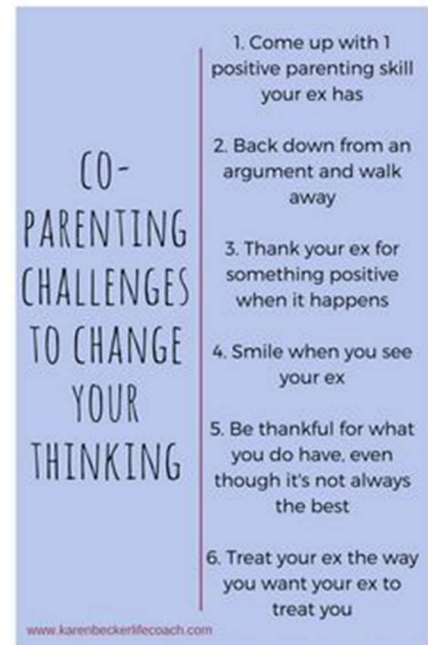 CO-
PARENTING
CHALLENGES
TO CHANGE
YOUR
THINKING
1. Come up with 1
positive parenting skill
your ex has
2. Back down from an
argument and walk
away
3. Thank your ex for
something positive
when it happens
4. Smile when you see
your ex
5. Be thankful for what
you do have, even
though it's not always
the best
6. Treat your ex the way
you want your ex to
treat you
www.karenbeckerlifecoach.com